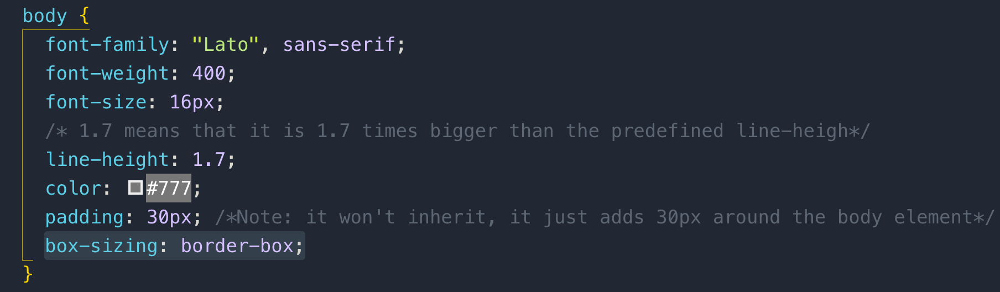 body {
font-family: "Lato", sans-serif;
font-weight: 400;
font-size: 16px;
/* 1.7 means that it is 1.7 times bigger than the predefined line-heigh*/
line-height: 1.7;
color: #777;
padding: 30px; /*Note: it won't inherit, it just adds 30px around the body element*/
box-sizing: border-box;
}